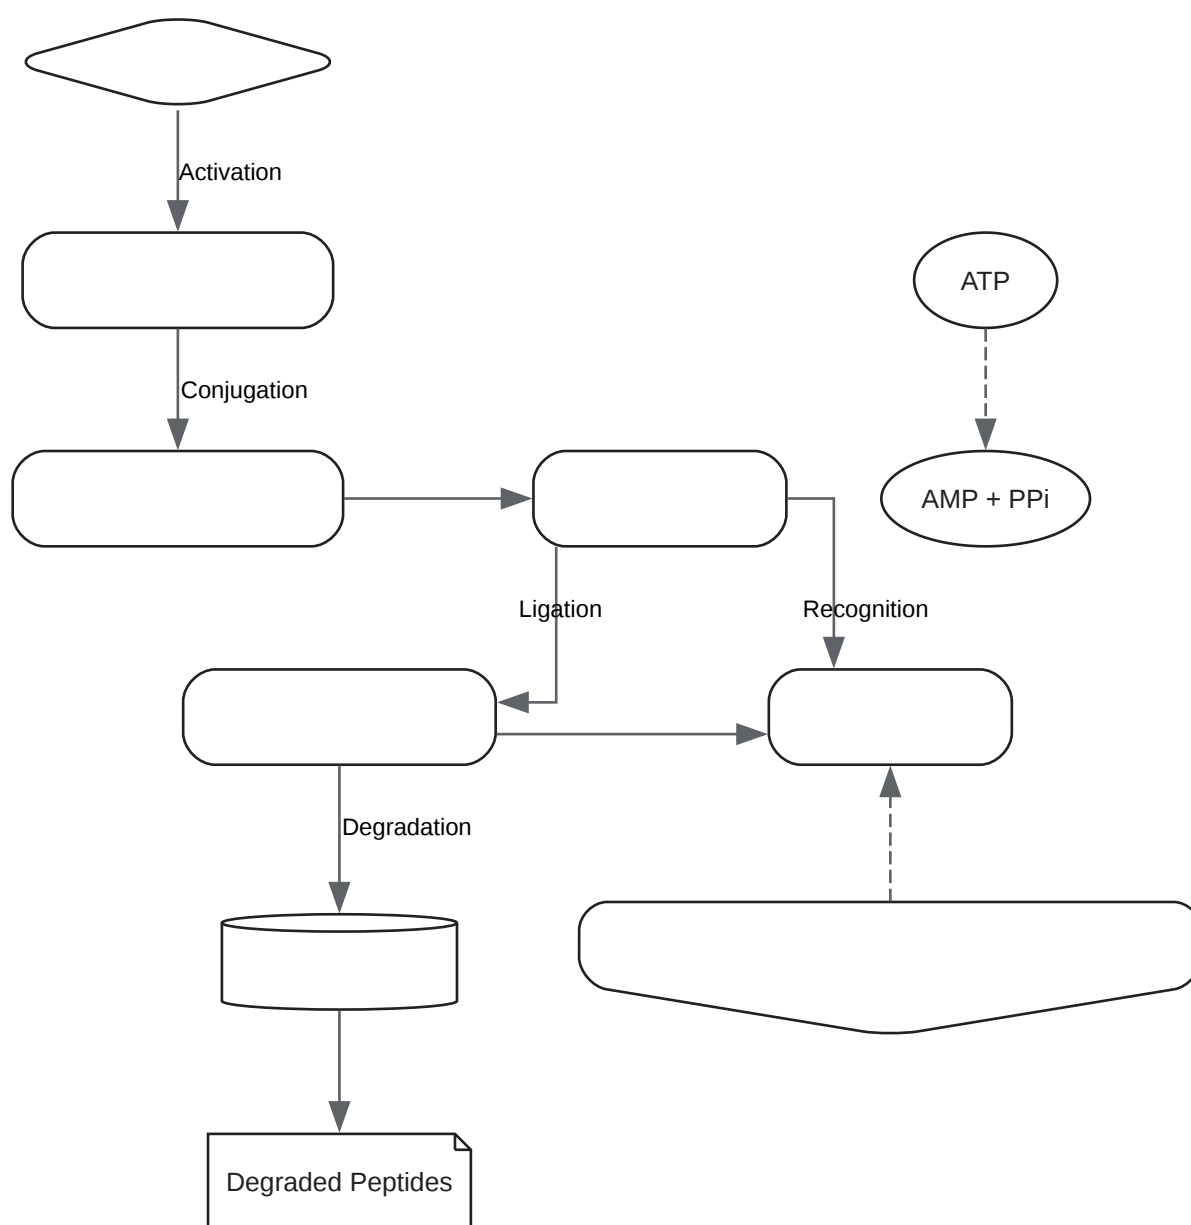 Activation
ATP
Conjugation
AMP + PPi
Ligation
Recognition
Degradation
Degraded Peptides